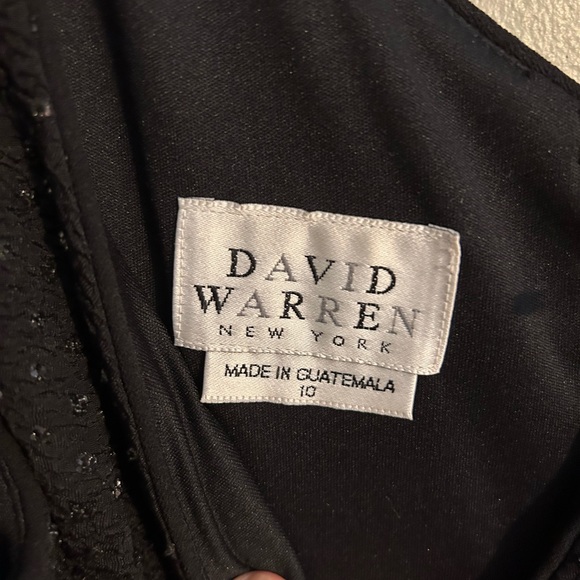 DAVID
WARREN
NEW YORK
MADE IN GUATEMALA
10